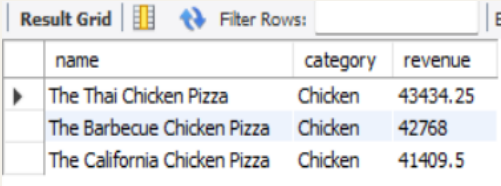 Result Grid Filter Rows:
name category revenue
The Thai Chicken Pizza Chicken 43434.25
The Barbecue Chicken Pizza Chicken 42768
The California Chicken Pizza Chicken 41409.5